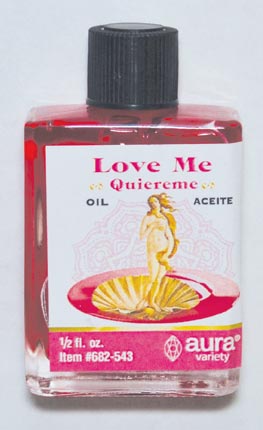 Love Me
Quiereme
OIL ACEITE
1/2 fl. oz.
Item #682-543
aura®
variety